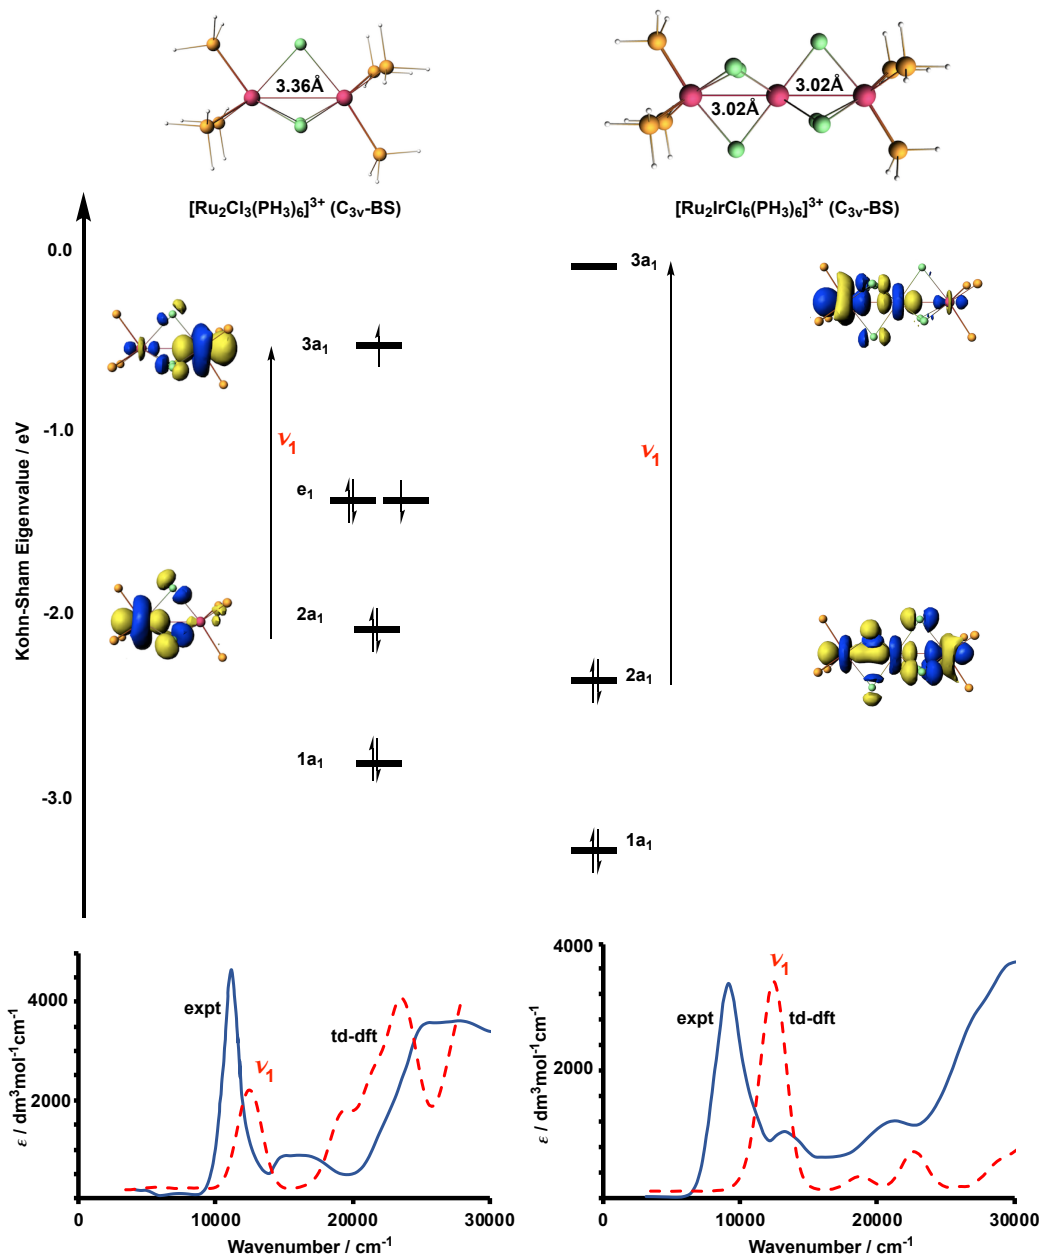 3.36Å
3.02Å
3.02Å
[Ru₂Cl₃(PH₃)₆]³⁺ (C₃ᵥ-BS)
[Ru₂IrCl₆(PH₃)₆]³⁺ (C₃ᵥ-BS)
Kohn-Sham Eigenvalue / eV
0.0
-1.0
-2.0
-3.0
3a₁
ν₁
e₁
2a₁
1a₁
3a₁
ν₁
2a₁
1a₁
ε / dm³mol⁻¹cm⁻¹
4000
2000
expt
ν₁
td-dft
0
10000
20000
30000
Wavenumber / cm⁻¹
ε / dm³mol⁻¹cm⁻¹
4000
2000
0
expt
ν₁
td-dft
0
10000
20000
30000
Wavenumber / cm⁻¹